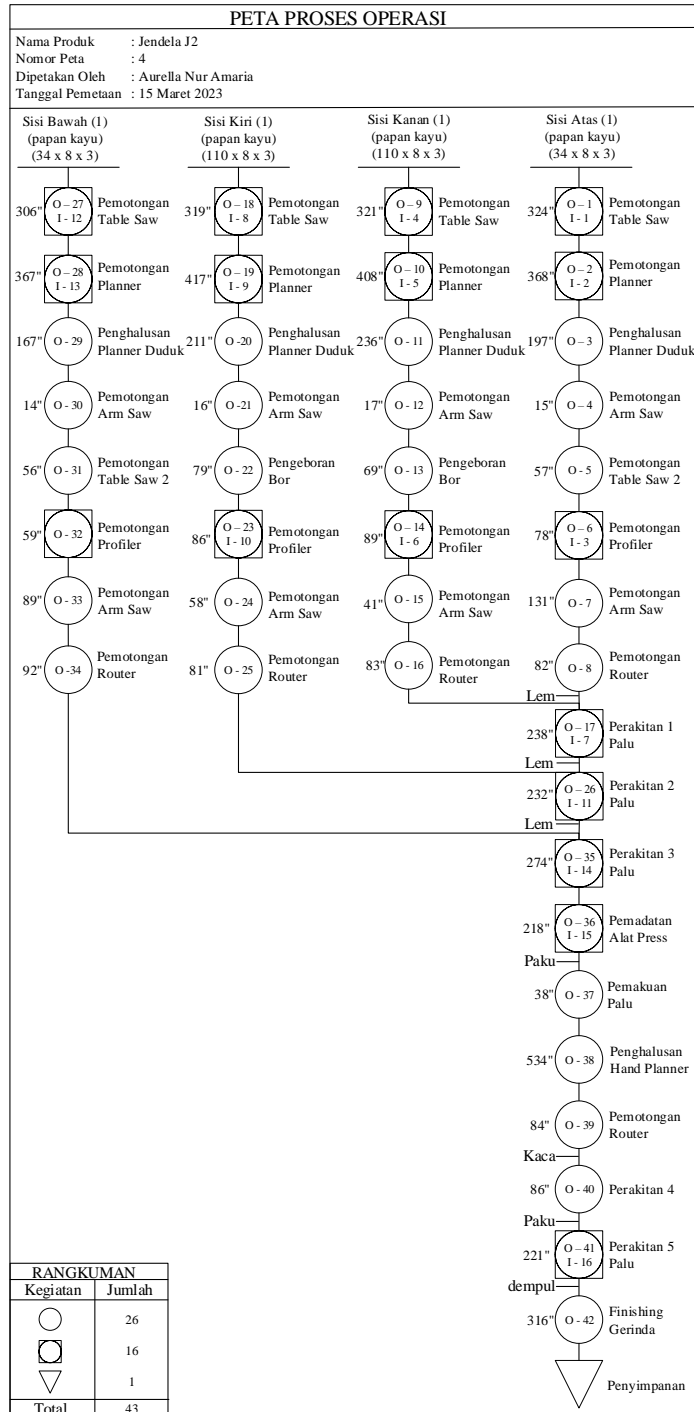 PETA PROSES OPERASI
Nama Produk : Jendela J2
Nomor Peta : 4
Dipetakan Oleh : Aurella Nur Amaria
Tanggal Pemetaan : 15 Maret 2023
Sisi Bawah (1)
(papan kayu)
(34 x 8 x 3)
306"
O – 27
I - 12
Pemotongan
Table Saw
367"
O – 28
I - 13
Pemotongan
Planner
167"
O - 29
Penghalusan
Planner Duduk
14"
O - 30
Pemotongan
Arm Saw
56"
O - 31
Pemotongan
Table Saw 2
59"
O - 32
Pemotongan
Profiler
89"
O - 33
Pemotongan
Arm Saw
92"
O -34
Pemotongan
Router
Sisi Kiri (1)
(papan kayu)
(110 x 8 x 3)
319"
O – 18
I - 8
Pemotongan
Table Saw
417"
O – 19
I - 9
Pemotongan
Planner
211"
O -20
Penghalusan
Planner Duduk
16"
O -21
Pemotongan
Arm Saw
79"
O - 22
Pengeboran
Bor
86"
O – 23
I - 10
Pemotongan
Profiler
58"
O - 24
Pemotongan
Arm Saw
81"
O - 25
Pemotongan
Router
Sisi Kanan (1)
(papan kayu)
(110 x 8 x 3)
321"
O – 9
I - 4
Pemotongan
Table Saw
408"
O – 10
I - 5
Pemotongan
Planner
236"
O - 11
Penghalusan
Planner Duduk
17"
O - 12
Pemotongan
Arm Saw
69"
O - 13
Pengeboran
Bor
89"
O – 14
I - 6
Pemotongan
Profiler
41"
O - 15
Pemotongan
Arm Saw
83"
O - 16
Pemotongan
Router
Sisi Atas (1)
(papan kayu)
(34 x 8 x 3)
324"
O – 1
I - 1
Pemotongan
Table Saw
368"
O – 2
I - 2
Pemotongan
Planner
197"
O – 3
Penghalusan
Planner Duduk
15"
O – 4
Pemotongan
Arm Saw
57"
O - 5
Pemotongan
Table Saw 2
78"
O – 6
I - 3
Pemotongan
Profiler
131"
O - 7
Pemotongan
Arm Saw
82"
O - 8
Pemotongan
Router
Lem
238"
O – 17
I - 7
Perakitan 1
Palu
Lem
232"
O – 26
I - 11
Perakitan 2
Palu
Lem
274"
O – 35
I - 14
Perakitan 3
Palu
218"
O – 36
I - 15
Pemadatan
Alat Press
Paku
38"
O - 37
Pemakuan
Palu
534"
O - 38
Penghalusan
Hand Planner
84"
O - 39
Pemotongan
Router
Kaca
86"
O - 40
Perakitan 4
Paku
221"
O – 41
I - 16
Perakitan 5
Palu
dempul
316"
O - 42
Finishing
Gerinda
Penyimpanan
RANGKUMAN
Kegiatan Jumlah
26
16
1
Total 43